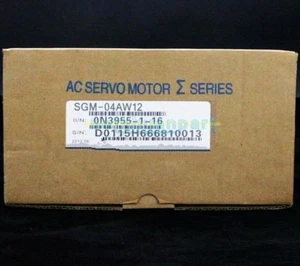 AC SERVO MOTOR Σ SERIES
SGM-04AW12
0N3955-1-16
S/N: D0115H666810013